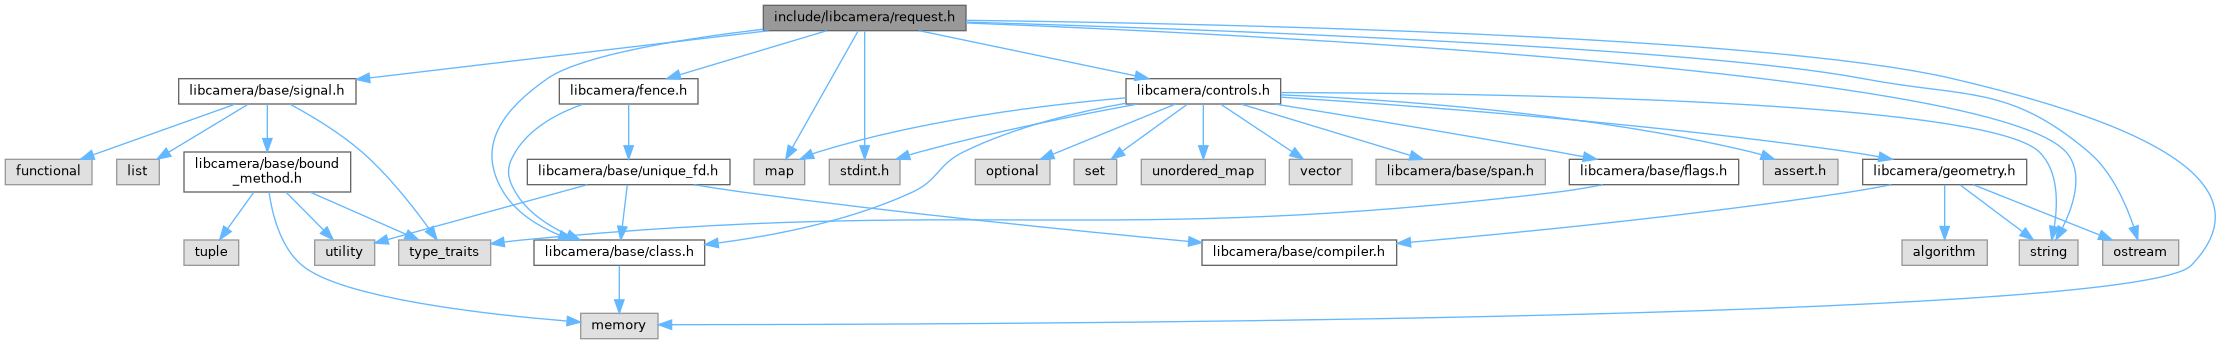 include/libcamera/request.h
libcamera/base/signal.h
libcamera/fence.h
libcamera/controls.h
functional
list
libcamera/base/bound
_method.h
libcamera/base/unique_fd.h
map
stdint.h
optional
set
unordered_map
vector
libcamera/base/span.h
libcamera/base/flags.h
assert.h
libcamera/geometry.h
tuple
utility
type_traits
libcamera/base/class.h
libcamera/base/compiler.h
algorithm
string
ostream
memory